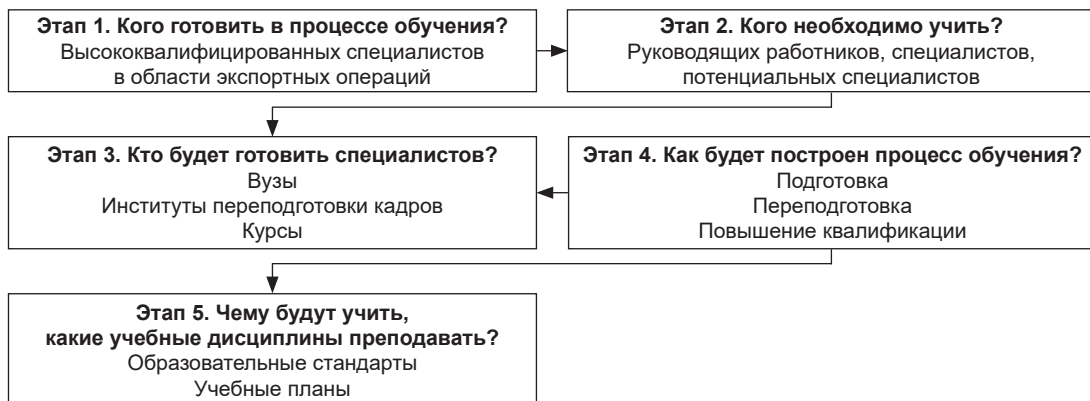 Этап 1. Кого готовить в процессе обучения?
Высококвалифицированных специалистов
в области экспортных операций
Этап 2. Кого необходимо учить?
Руководящих работников, специалистов,
потенциальных специалистов
Этап 3. Кто будет готовить специалистов?
Вузы
Институты переподготовки кадров
Курсы
Этап 4. Как будет построен процесс обучения?
Подготовка
Переподготовка
Повышение квалификации
Этап 5. Чему будут учить,
какие учебные дисциплины преподавать?
Образовательные стандарты
Учебные планы